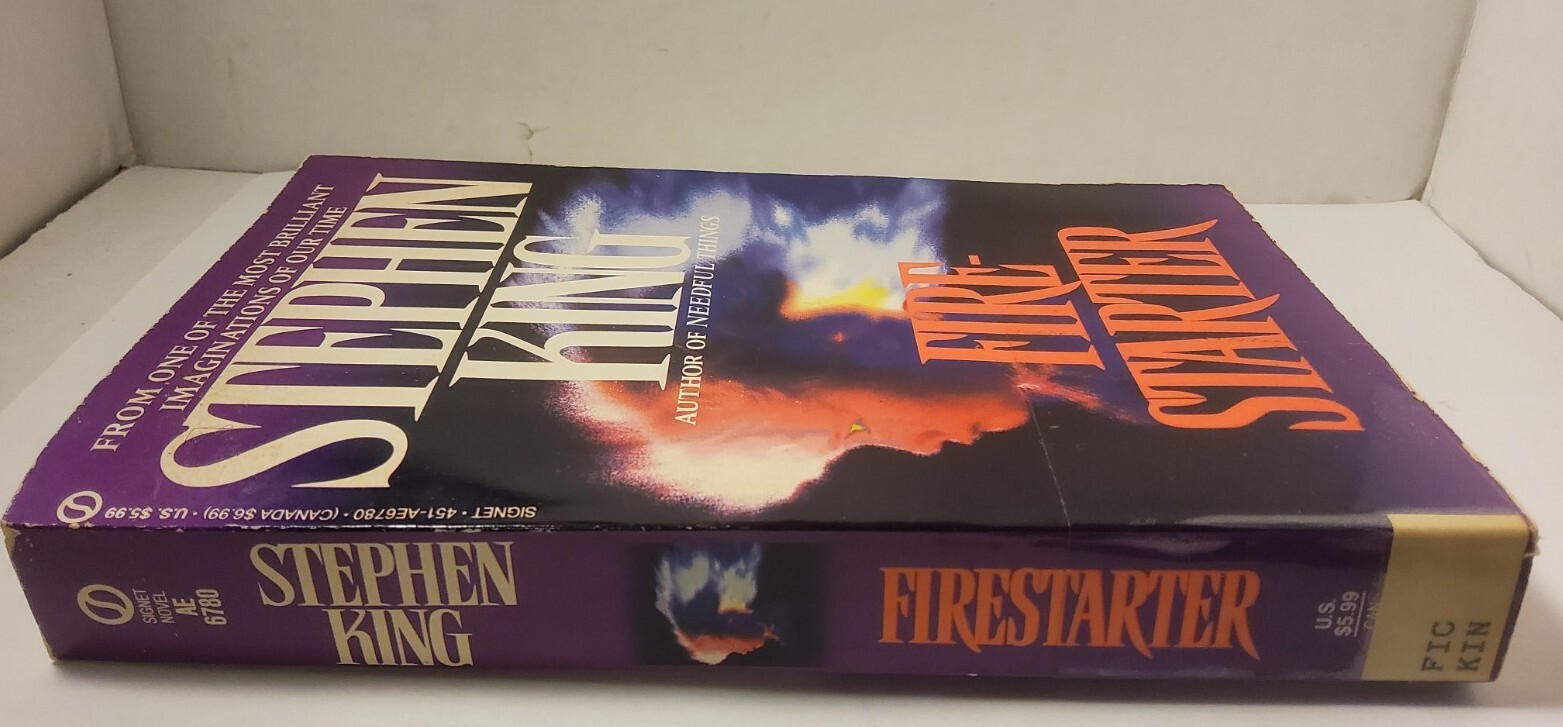 FROM ONE OF THE MOST BRILLIANT
IMAGINATIONS OF OUR TIME
STEPHEN
KING
AUTHOR OF NEEDFUL THINGS
FIRE-
STARTER
SIGNET • 451-AE6780 • (CANADA $6.99) • U.S. $5.99
S
SIGNET
NOVEL
AE
6780
STEPHEN
KING
FIRESTARTER
U.S.
$5.99
FIC
KIN